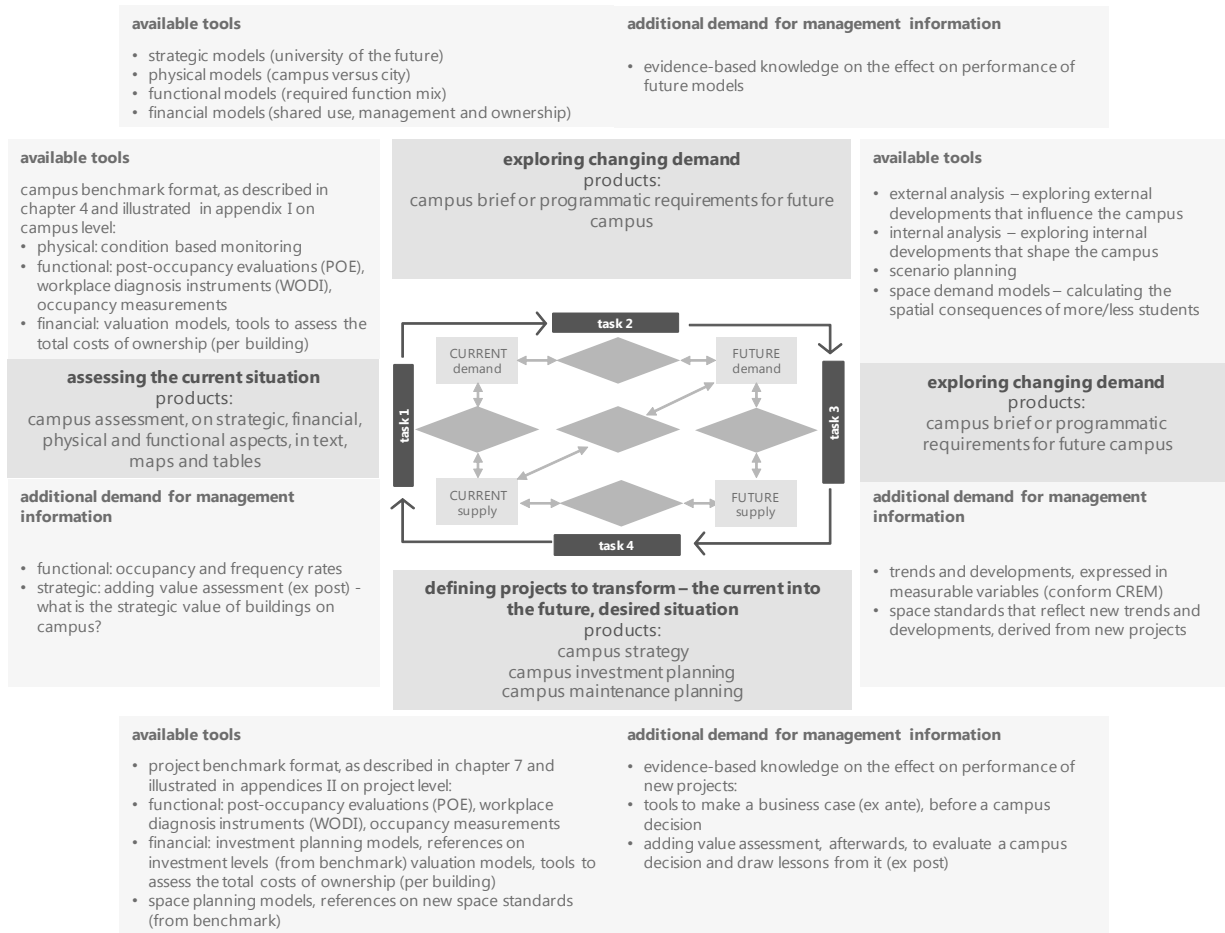 available tools
• strategic models (university of the future)
• physical models (campus versus city)
• functional models (required function mix)
• financial models (shared use, management and ownership)
additional demand for management information
• evidence-based knowledge on the effect on performance of
future models
available tools
campus benchmark format, as described in
chapter 4 and illustrated in appendix I on
campus level:
• physical: condition based monitoring
• functional: post-occupancy evaluations (POE),
workplace diagnosis instruments (WODI),
occupancy measurements
• financial: valuation models, tools to assess the
total costs of ownership (per building)
assessing the current situation
products:
campus assessment, on strategic, financial,
physical and functional aspects, in text,
maps and tables
additional demand for management
information
• functional: occupancy and frequency rates
• strategic: adding value assessment (ex post) -
what is the strategic value of buildings on
campus?
exploring changing demand
products:
campus brief or programmatic requirements for future
campus
task 2
CURRENT
demand
FUTURE
demand
task 1
task 3
CURRENT
supply
FUTURE
supply
task 4
defining projects to transform – the current into
the future, desired situation
products:
campus strategy
campus investment planning
campus maintenance planning
available tools
• external analysis – exploring external
developments that influence the campus
• internal analysis – exploring internal
developments that shape the campus
• scenario planning
• space demand models – calculating the
spatial consequences of more/less students
exploring changing demand
products:
campus brief or programmatic
requirements for future campus
additional demand for management
information
• trends and developments, expressed in
measurable variables (conform CREM)
• space standards that reflect new trends and
developments, derived from new projects
available tools
• project benchmark format, as described in chapter 7 and
illustrated in appendices II on project level:
• functional: post-occupancy evaluations (POE), workplace
diagnosis instruments (WODI), occupancy measurements
• financial: investment planning models, references on
investment levels (from benchmark) valuation models, tools to
assess the total costs of ownership (per building)
• space planning models, references on new space standards
(from benchmark)
additional demand for management information
• evidence-based knowledge on the effect on performance of
new projects:
• tools to make a business case (ex ante), before a campus
decision
• adding value assessment, afterwards, to evaluate a campus
decision and draw lessons from it (ex post)